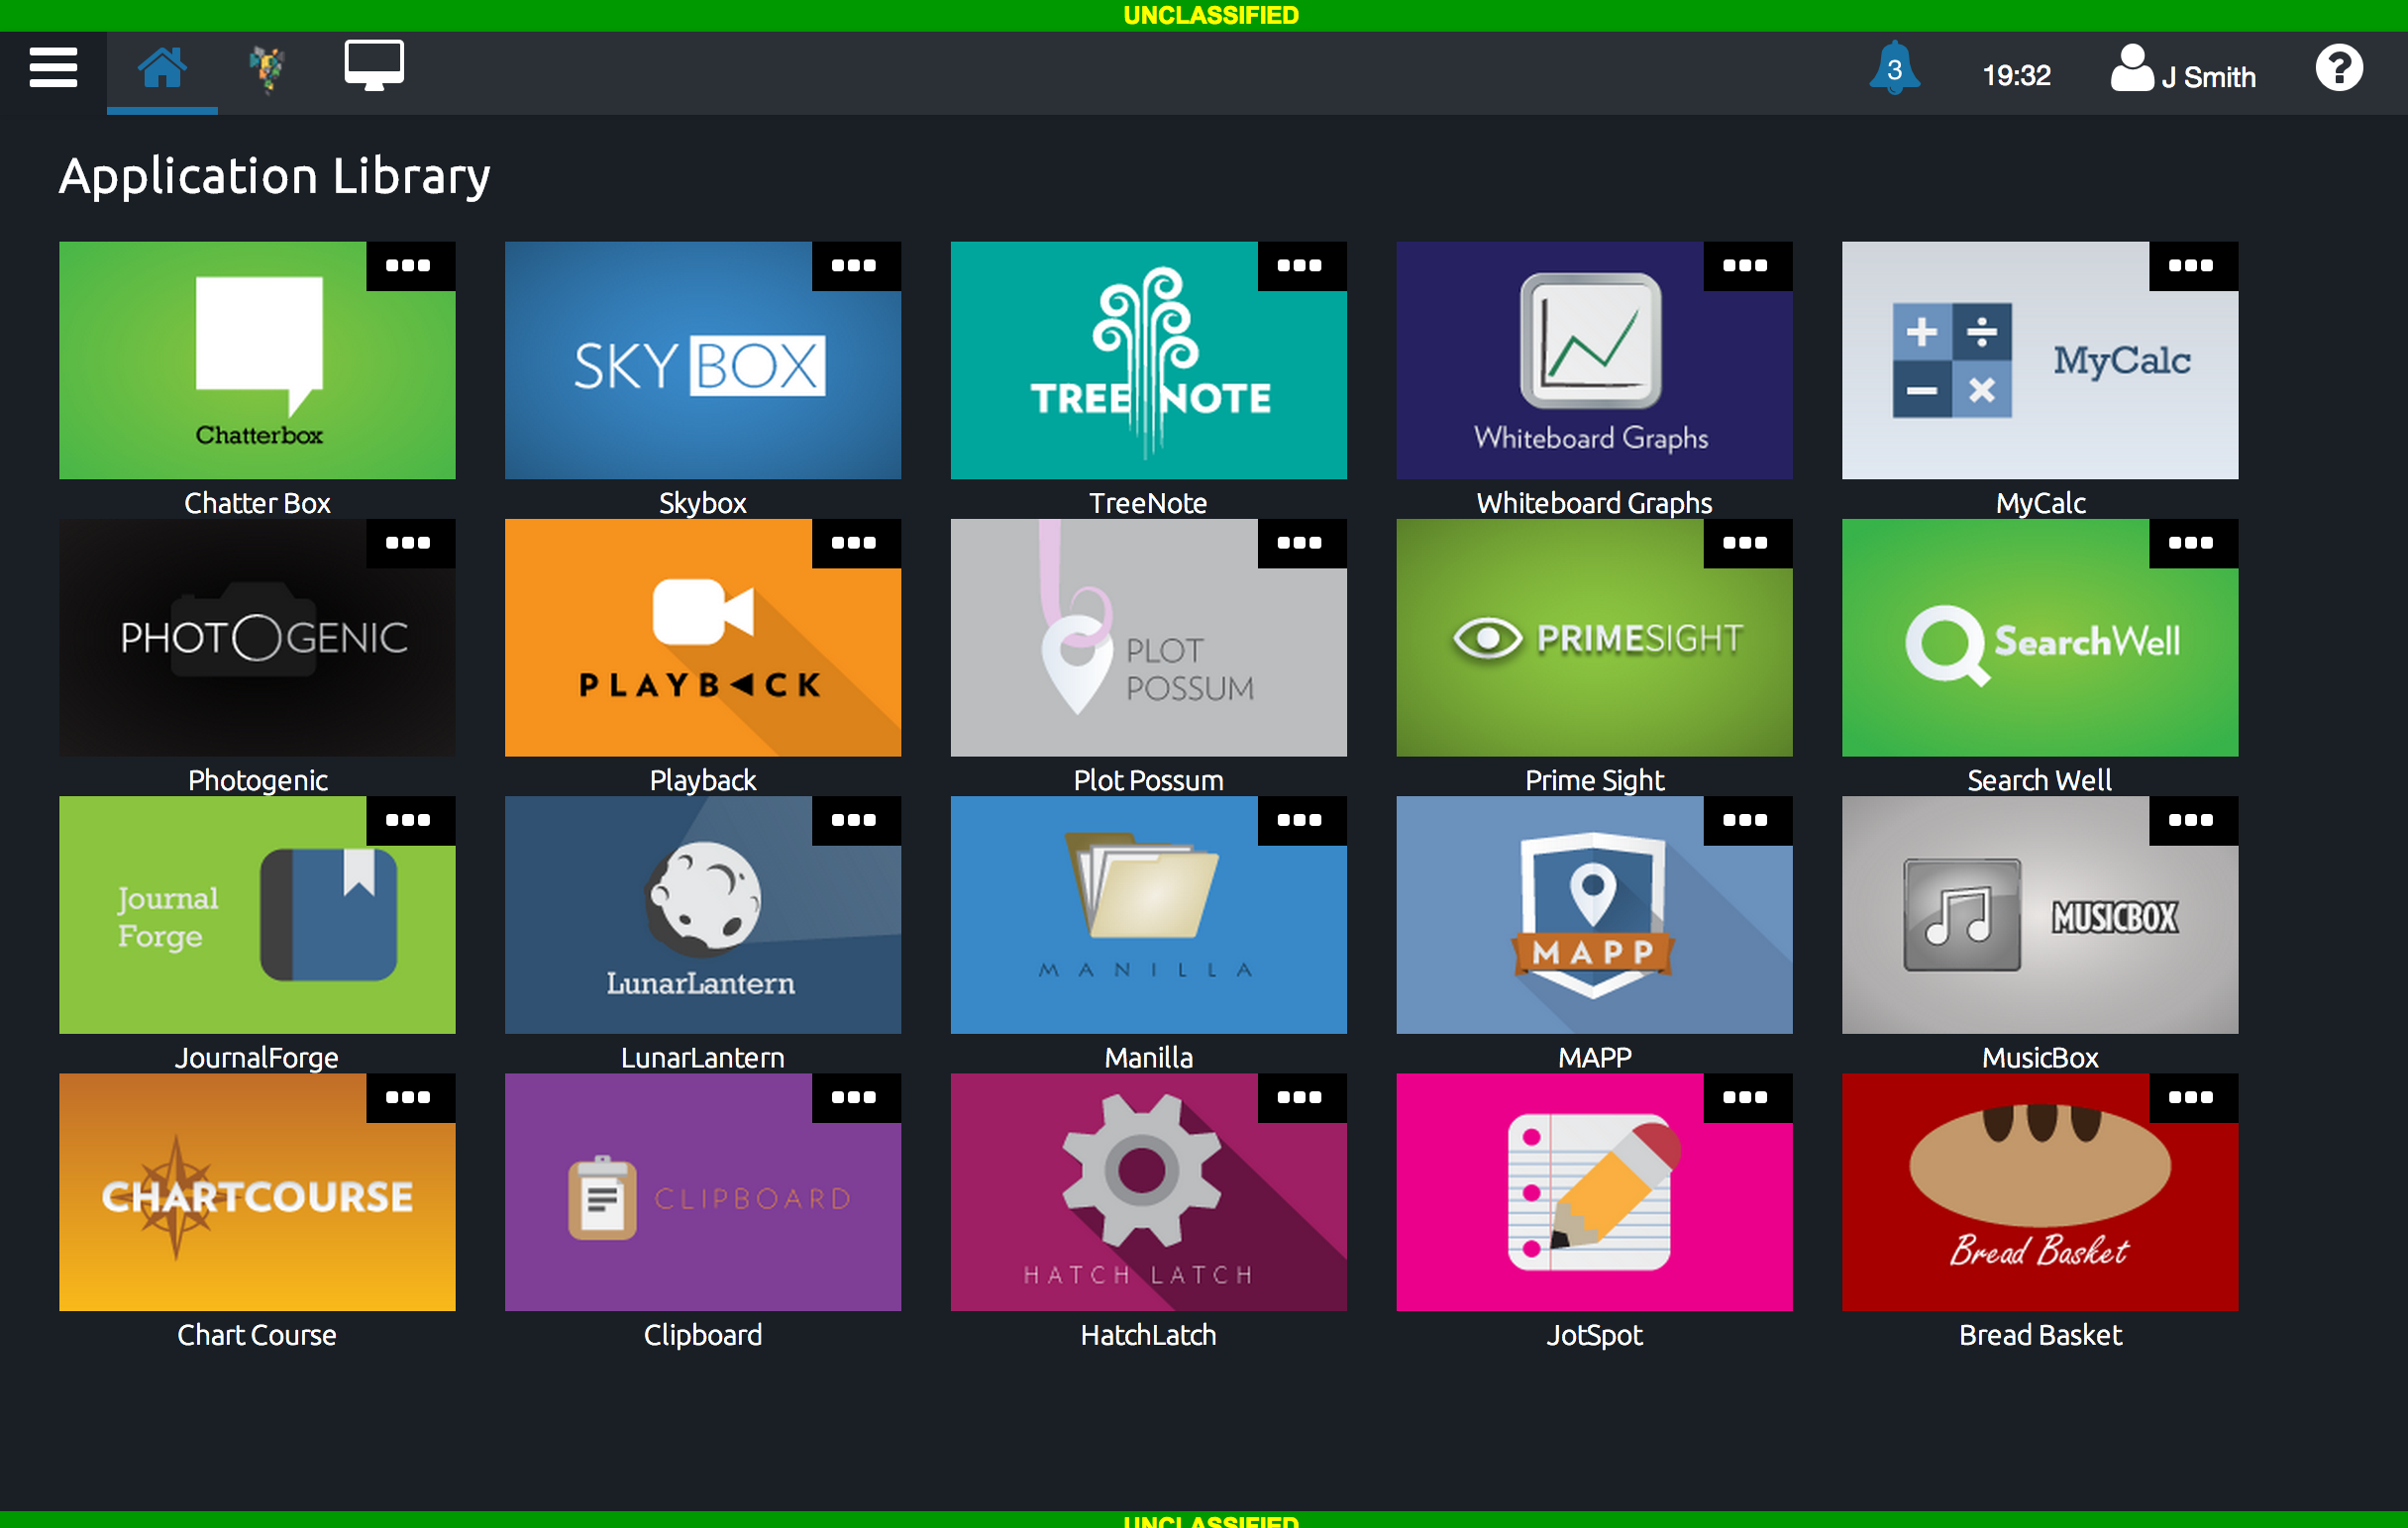 UNCLASSIFIED
3
19:32
J Smith
Application Library
Chatterbox
SKYBOX
TREE NOTE
Whiteboard Graphs
MyCalc
Chatter Box
Skybox
TreeNote
Whiteboard Graphs
MyCalc
PHOTOGENIC
PLAYBACK
PLOT
POSSUM
PRIMESIGHT
SearchWell
Photogenic
Playback
Plot Possum
Prime Sight
Search Well
Journal
Forge
LunarLantern
MANILLA
MAPP
MUSICBOX
JournalForge
LunarLantern
Manilla
MAPP
MusicBox
CHARTCOURSE
CLIPBOARD
HATCH LATCH
Bread Basket
Chart Course
Clipboard
HatchLatch
JotSpot
Bread Basket
UNCLASSIFIED